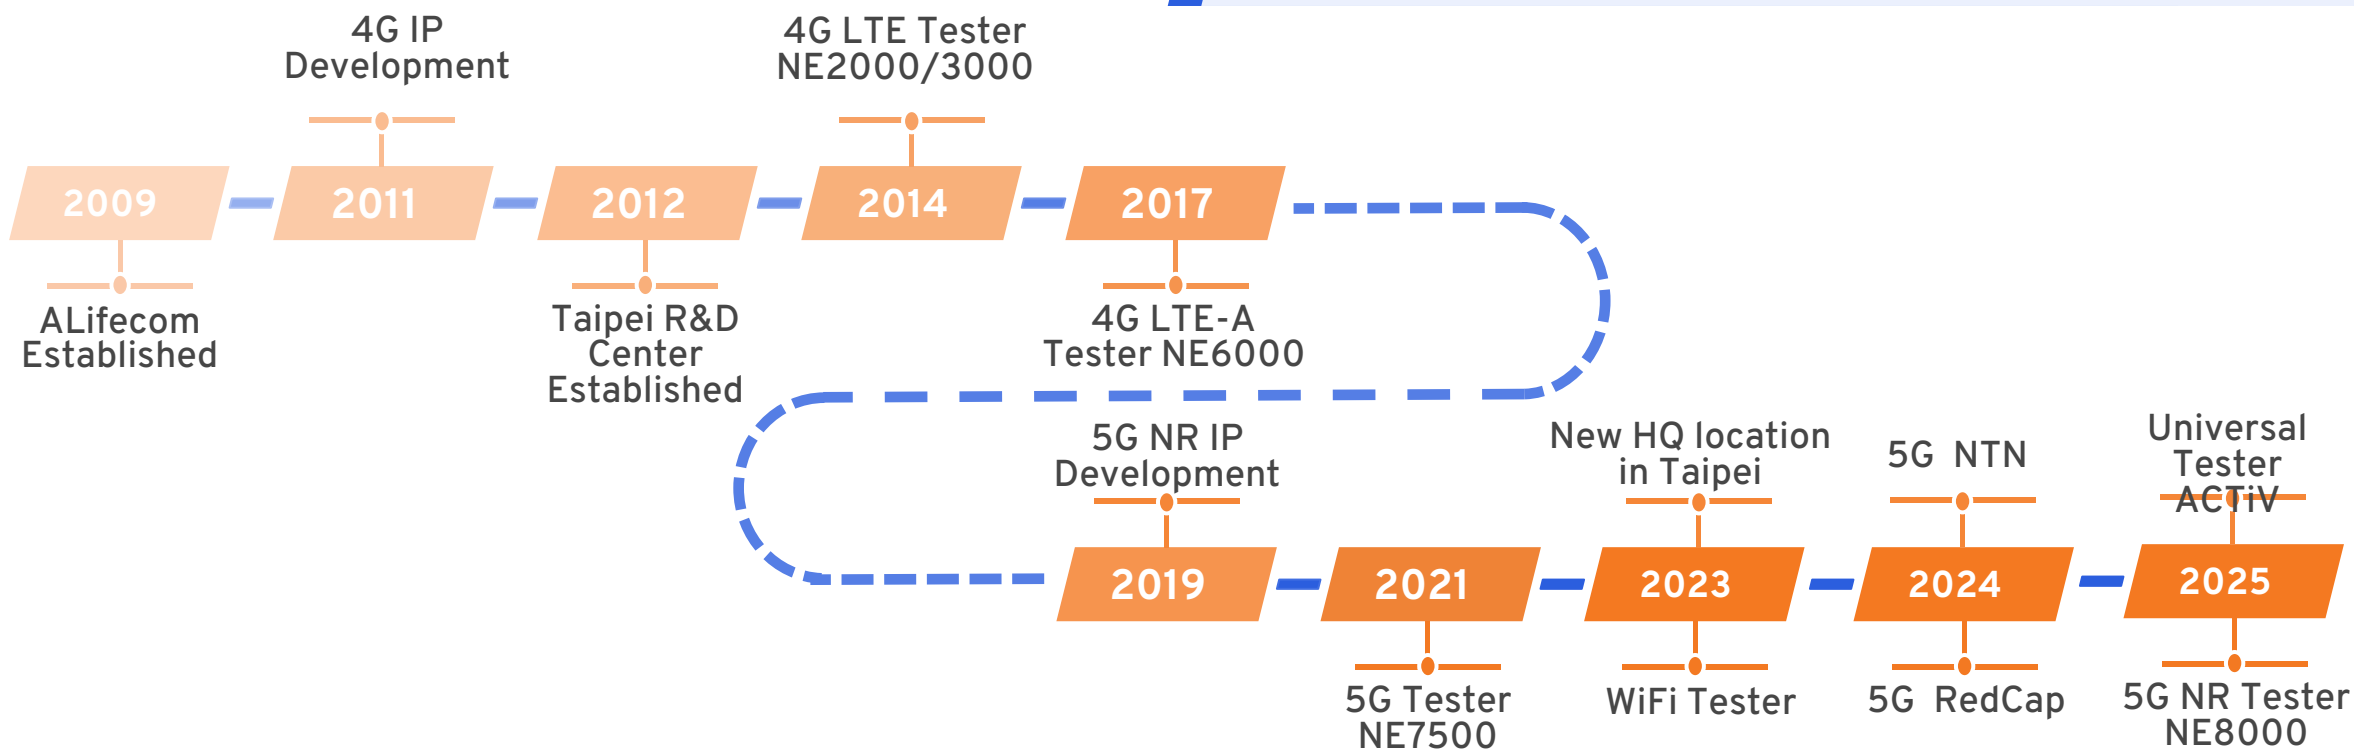 4G IP
Development
4G LTE Tester
NE2000/3000
2009
2011
2012
2014
2017
ALifecom
Established
Taipei R&D
Center
Established
4G LTE-A
Tester NE6000
5G NR IP
Development
New HQ location
in Taipei
5G NTN
Universal
Tester
ACTiV
2019
2021
2023
2024
2025
5G Tester
NE7500
WiFi Tester
5G RedCap
5G NR Tester
NE8000